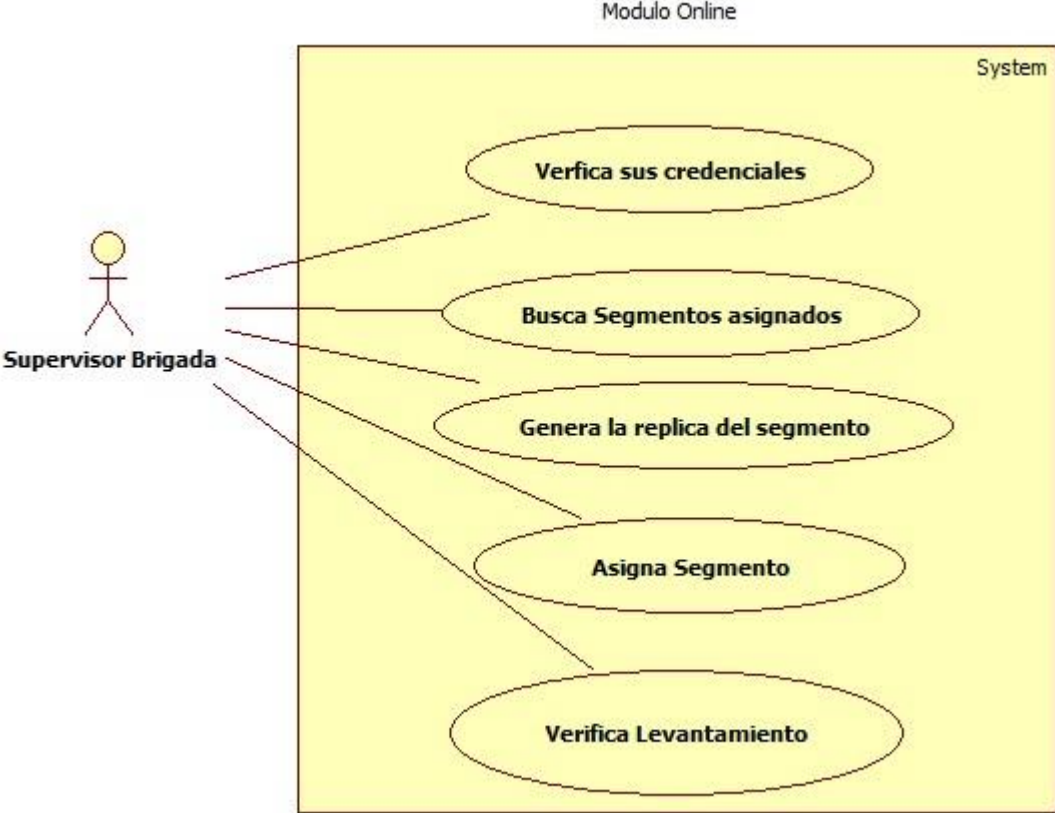 Modulo Online
System
Verfica sus credenciales
Busca Segmentos asignados
Supervisor Brigada
Genera la replica del segmento
Asigna Segmento
Verifica Levantamiento